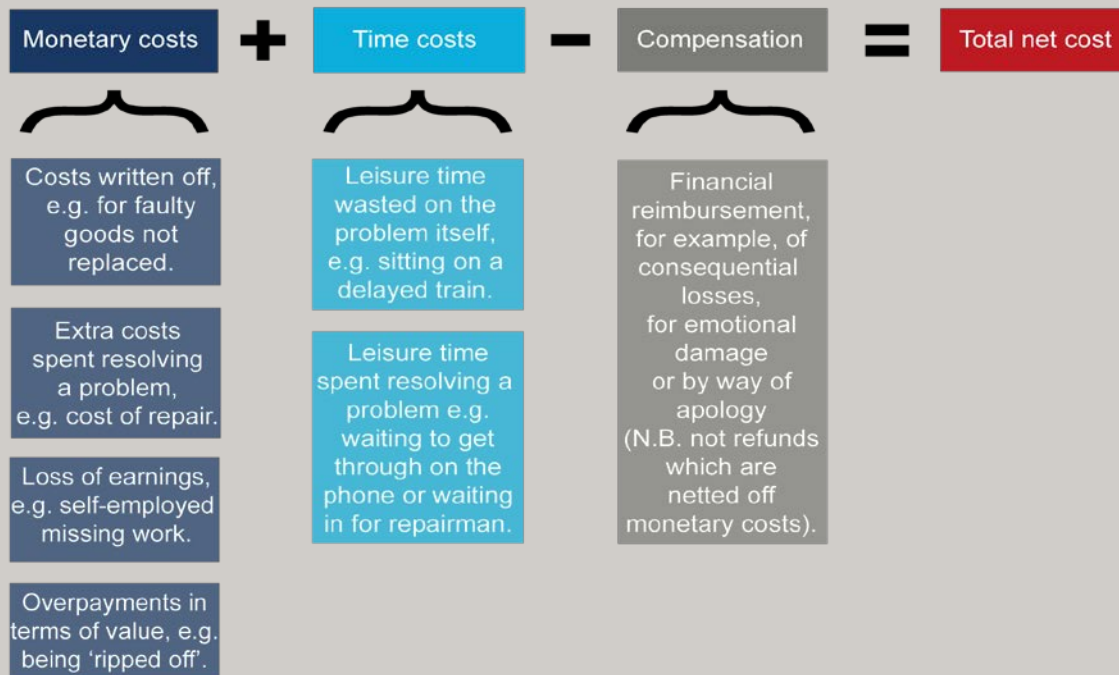 Monetary costs + Time costs − Compensation = Total net cost
Costs written off,
e.g. for faulty
goods not
replaced.
Extra costs
spent resolving
a problem,
e.g. cost of repair.
Loss of earnings,
e.g. self-employed
missing work.
Overpayments in
terms of value, e.g.
being ‘ripped off’.
Leisure time
wasted on the
problem itself,
e.g. sitting on a
delayed train.
Leisure time
spent resolving a
problem e.g.
waiting to get
through on the
phone or waiting
in for repairman.
Financial
reimbursement,
for example, of
consequential
losses,
for emotional
damage
or by way of
apology
(N.B. not refunds
which are
netted off
monetary costs).